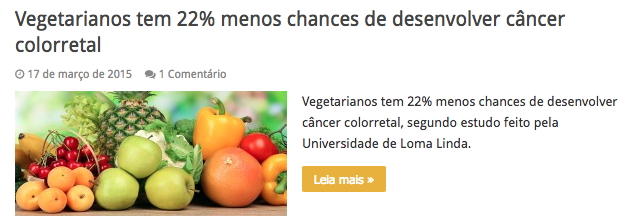 Vegetarianos tem 22% menos chances de desenvolver câncer
colorretal
17 de março de 2015 1 Comentário
Vegetarianos tem 22% menos chances de desenvolver
câncer colorretal, segundo estudo feito pela
Universidade de Loma Linda.
Leia mais »